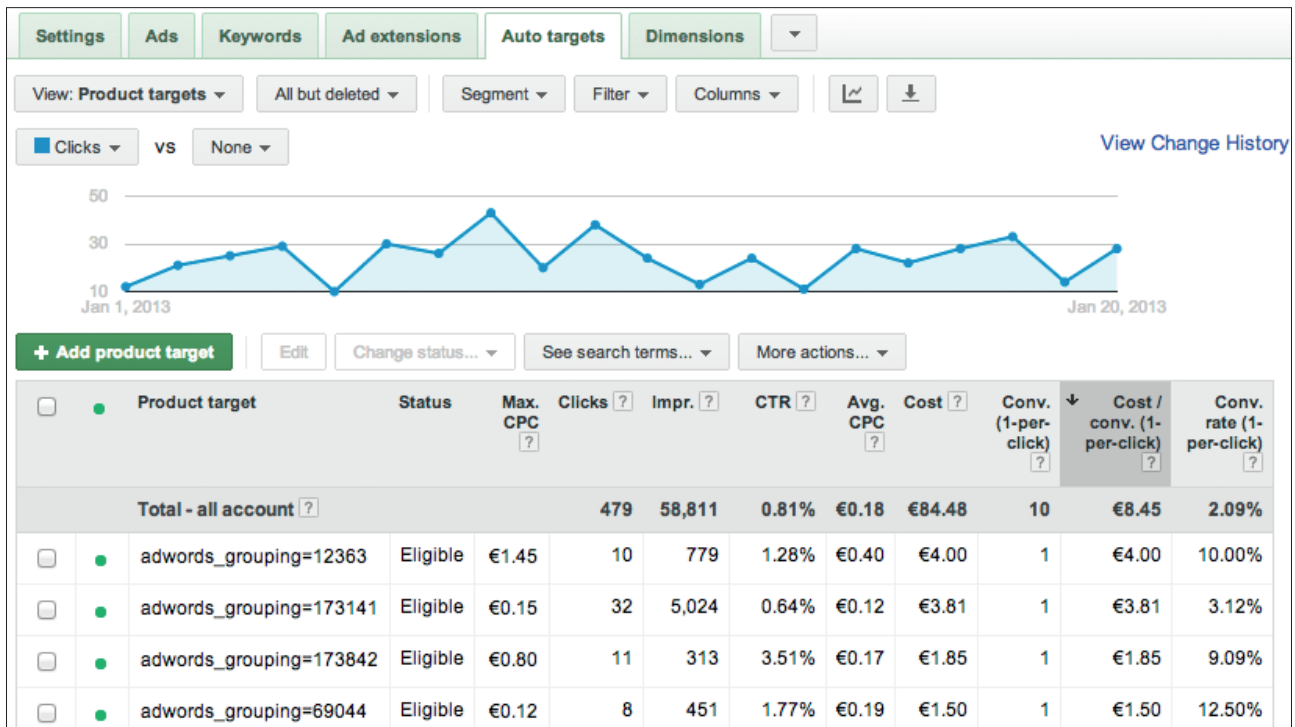 Settings Ads Keywords Ad extensions Auto targets Dimensions
View: Product targets All but deleted Segment Filter Columns
Clicks vs None View Change History
50
30
10
Jan 1, 2013 Jan 20, 2013
+ Add product target Edit Change status... See search terms... More actions...
Product target Status Max. Clicks ? Impr. ? CTR ? Avg. Cost ? Conv. Cost / Conv.
CPC CPC (1-per- conv. (1- rate (1-
? ? click) per-click) per-click)
? ? ?
Total - all account ? 479 58,811 0.81% €0.18 €84.48 10 €8.45 2.09%
adwords_grouping=12363 Eligible €1.45 10 779 1.28% €0.40 €4.00 1 €4.00 10.00%
adwords_grouping=173141 Eligible €0.15 32 5,024 0.64% €0.12 €3.81 1 €3.81 3.12%
adwords_grouping=173842 Eligible €0.80 11 313 3.51% €0.17 €1.85 1 €1.85 9.09%
adwords_grouping=69044 Eligible €0.12 8 451 1.77% €0.19 €1.50 1 €1.50 12.50%